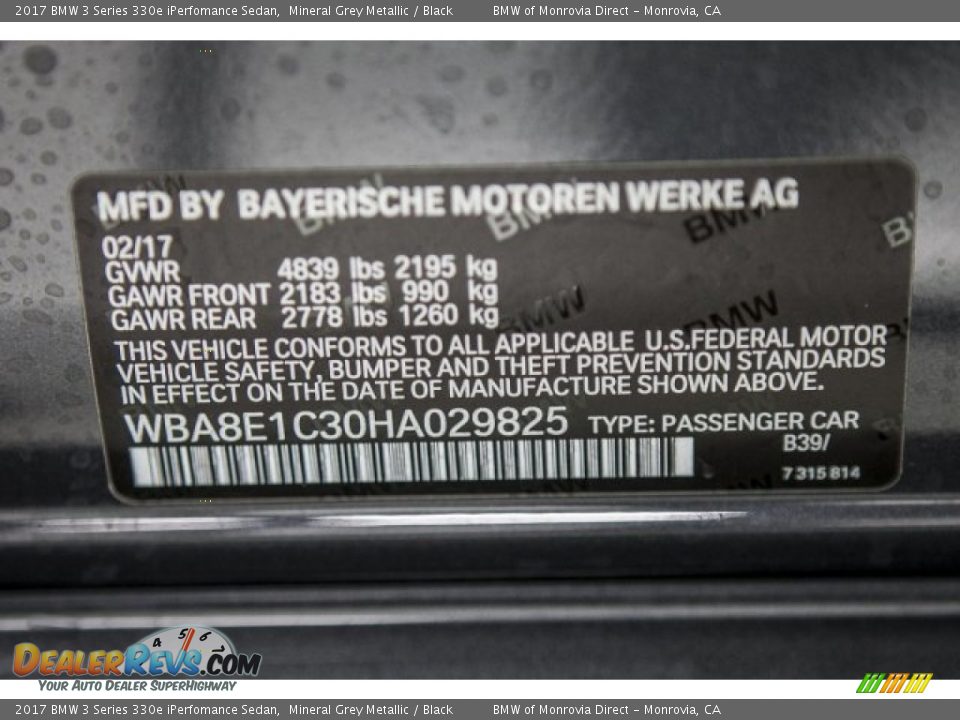 2017 BMW 3 Series 330e iPerfomance Sedan, Mineral Grey Metallic / Black BMW of Monrovia Direct - Monrovia, CA
MFD BY BAYERISCHE MOTOREN WERKE AG
02/17
GVWR 4839 lbs 2195 kg
GAWR FRONT 2183 lbs 990 kg
GAWR REAR 2778 lbs 1260 kg
THIS VEHICLE CONFORMS TO ALL APPLICABLE U.S.FEDERAL MOTOR
VEHICLE SAFETY, BUMPER AND THEFT PREVENTION STANDARDS
IN EFFECT ON THE DATE OF MANUFACTURE SHOWN ABOVE.
WBA8E1C30HA029825 TYPE: PASSENGER CAR
B39/
7315814
4 5 6
DEALERREVS.COM
YOUR AUTO DEALER SUPERHIGHWAY
2017 BMW 3 Series 330e iPerfomance Sedan, Mineral Grey Metallic / Black BMW of Monrovia Direct - Monrovia, CA